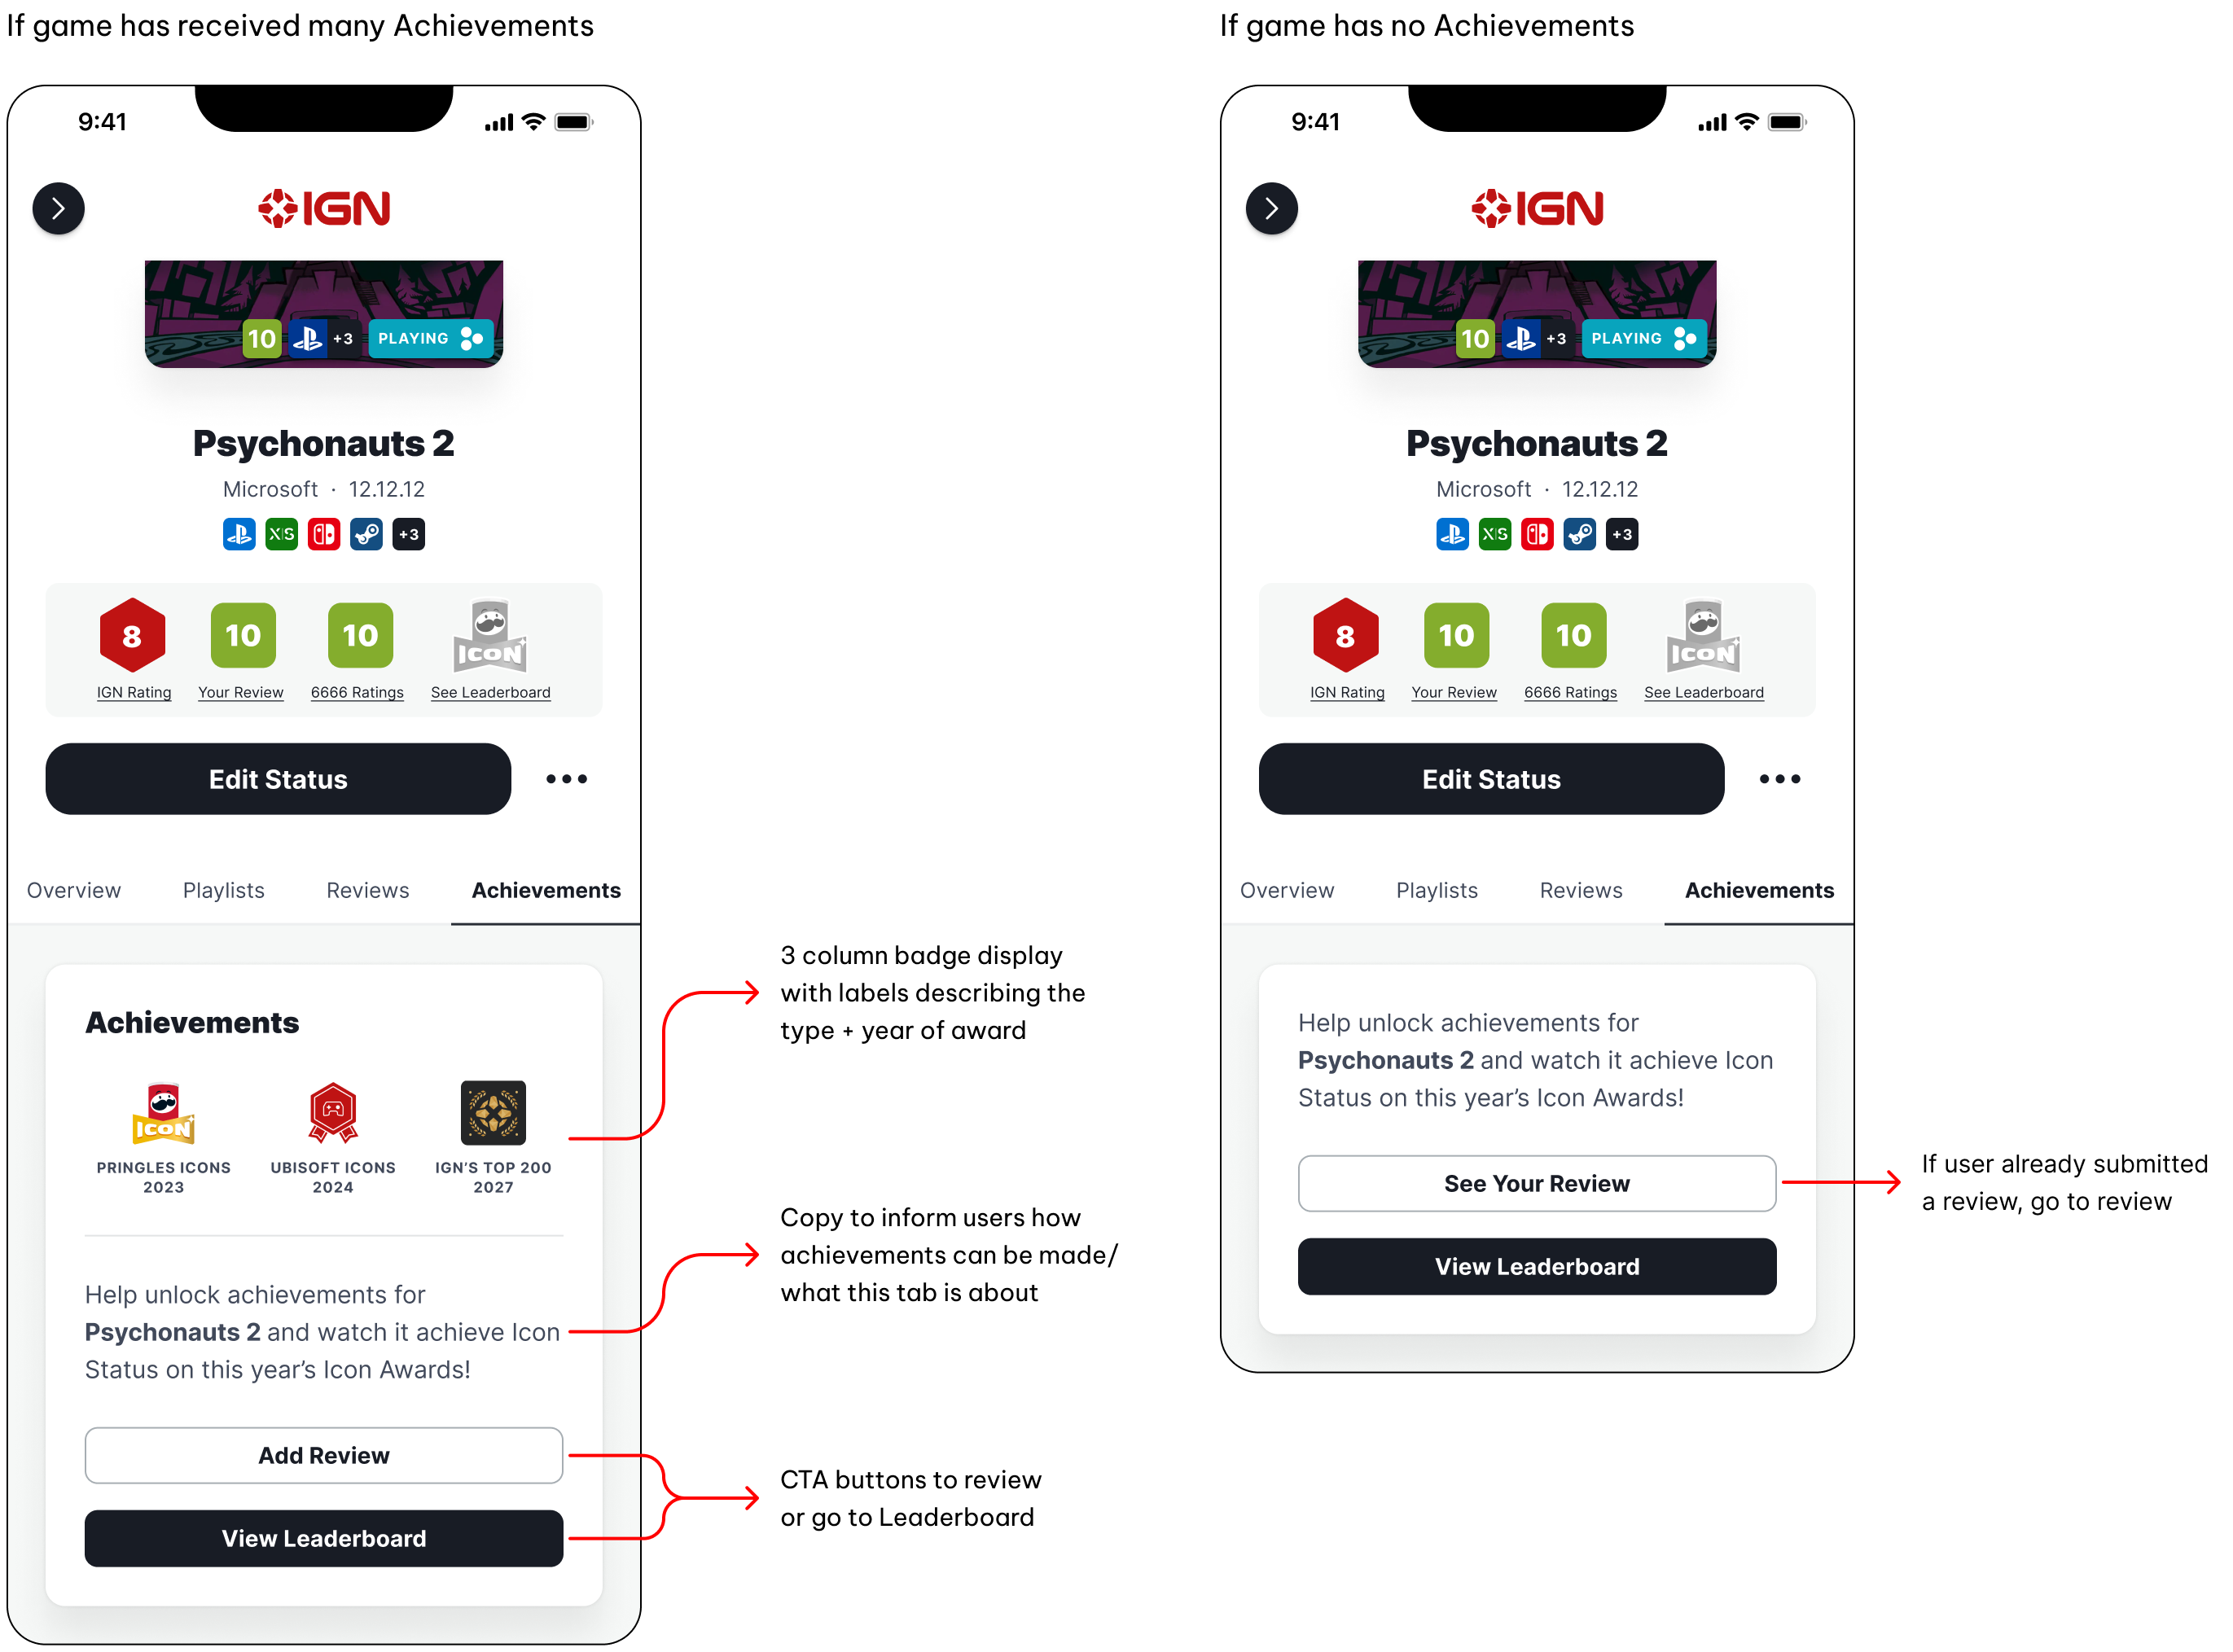 If game has received many Achievements
9:41
IGN
10
+3
PLAYING
Psychonauts 2
Microsoft · 12.12.12
X|S
+3
8
10
10
ICON
IGN Rating
Your Review
6666 Ratings
See Leaderboard
Edit Status
Overview
Playlists
Reviews
Achievements
Achievements
ICON
PRINGLES ICONS
2023
UBISOFT ICONS
2024
IGN’S TOP 200
2027
Help unlock achievements for
Psychonauts 2 and watch it achieve Icon
Status on this year’s Icon Awards!
Add Review
View Leaderboard
3 column badge display
with labels describing the
type + year of award
Copy to inform users how
achievements can be made/
what this tab is about
CTA buttons to review
or go to Leaderboard
If game has no Achievements
9:41
IGN
10
+3
PLAYING
Psychonauts 2
Microsoft · 12.12.12
X|S
+3
8
10
10
ICON
IGN Rating
Your Review
6666 Ratings
See Leaderboard
Edit Status
Overview
Playlists
Reviews
Achievements
Help unlock achievements for
Psychonauts 2 and watch it achieve Icon
Status on this year’s Icon Awards!
See Your Review
View Leaderboard
If user already submitted
a review, go to review